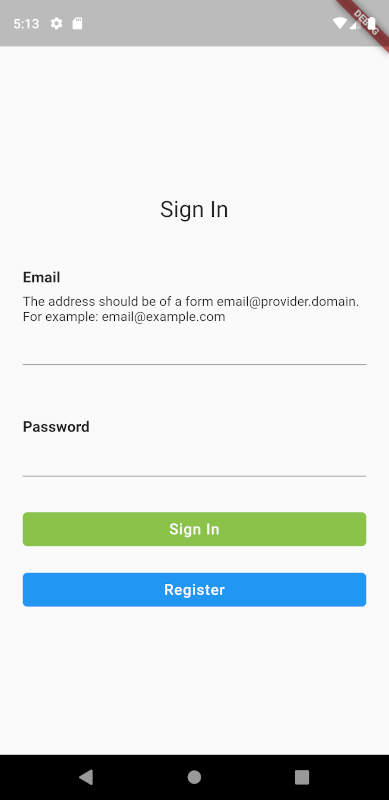 5:13
DEBUG
Sign In
Email
The address should be of a form email@provider.domain.
For example: email@example.com
Password
Sign In
Register